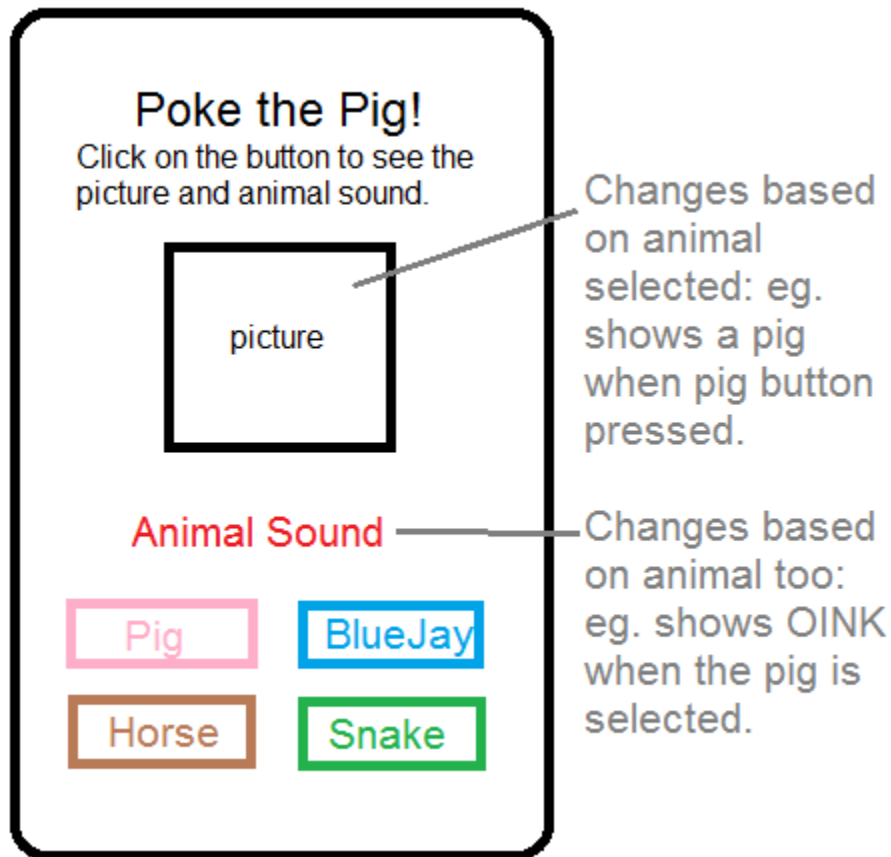 Poke the Pig!
Click on the button to see the
picture and animal sound.
picture
Animal Sound
Pig
BlueJay
Horse
Snake
Changes based
on animal
selected: eg.
shows a pig
when pig button
pressed.
Changes based
on animal too:
eg. shows OINK
when the pig is
selected.